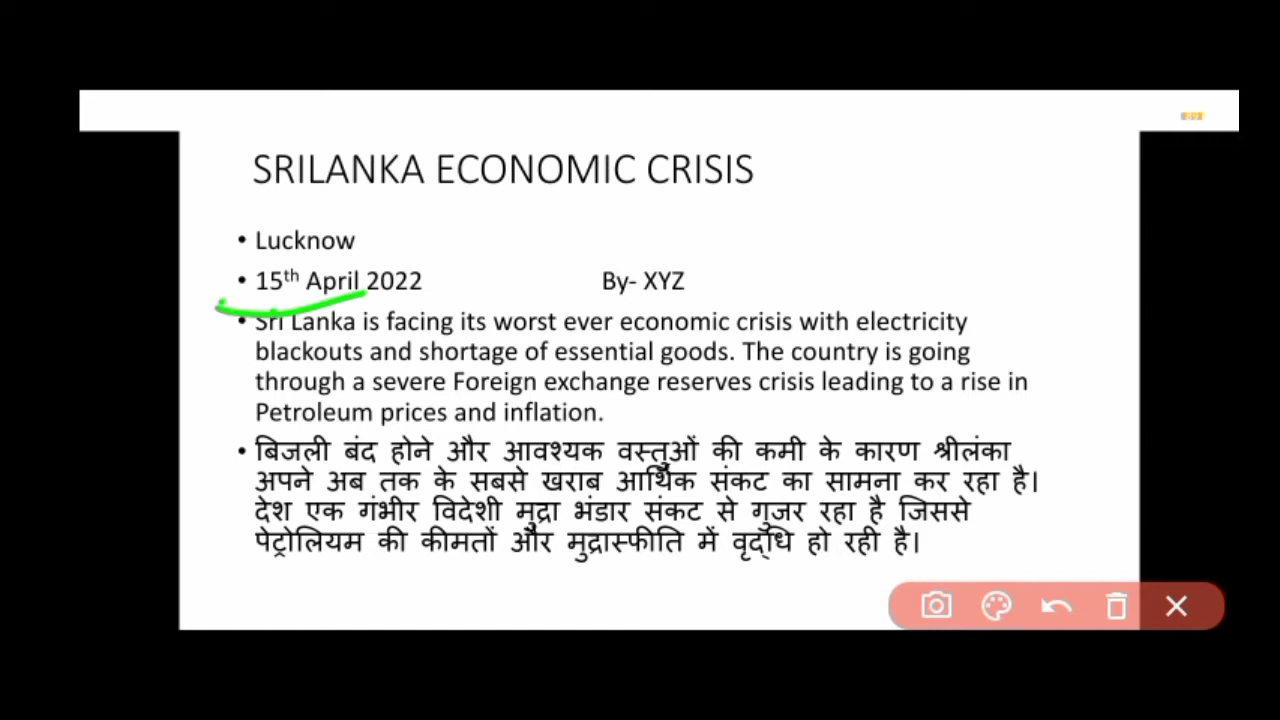 SRILANKA ECONOMIC CRISIS
• Lucknow
• 15th April 2022 By- XYZ
• Sri Lanka is facing its worst ever economic crisis with electricity
blackouts and shortage of essential goods. The country is going
through a severe Foreign exchange reserves crisis leading to a rise in
Petroleum prices and inflation.
• बिजली बंद होने और आवश्यक वस्तुओं की कमी के कारण श्रीलंका
अपने अब तक के सबसे खराब आर्थिक संकट का सामना कर रहा है।
देश एक गंभीर विदेशी मुद्रा भंडार संकट से गुजर रहा है जिससे
पेट्रोलियम की कीमतों और मुद्रास्फीति में वृद्धि हो रही है।